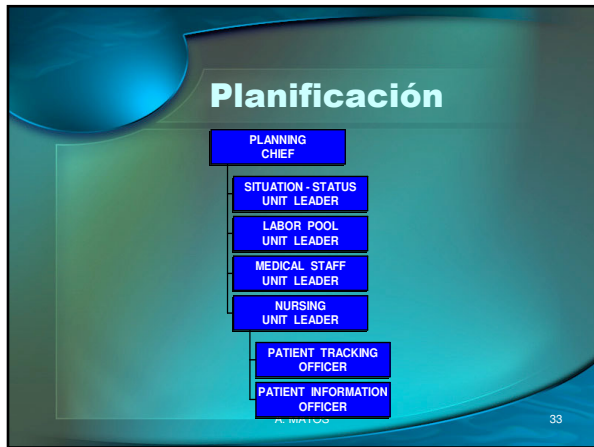 Planificación
PLANNING
CHIEF
SITUATION - STATUS
UNIT LEADER
LABOR POOL
UNIT LEADER
MEDICAL STAFF
UNIT LEADER
NURSING
UNIT LEADER
PATIENT TRACKING
OFFICER
PATIENT INFORMATION
OFFICER
A. MATOS
33